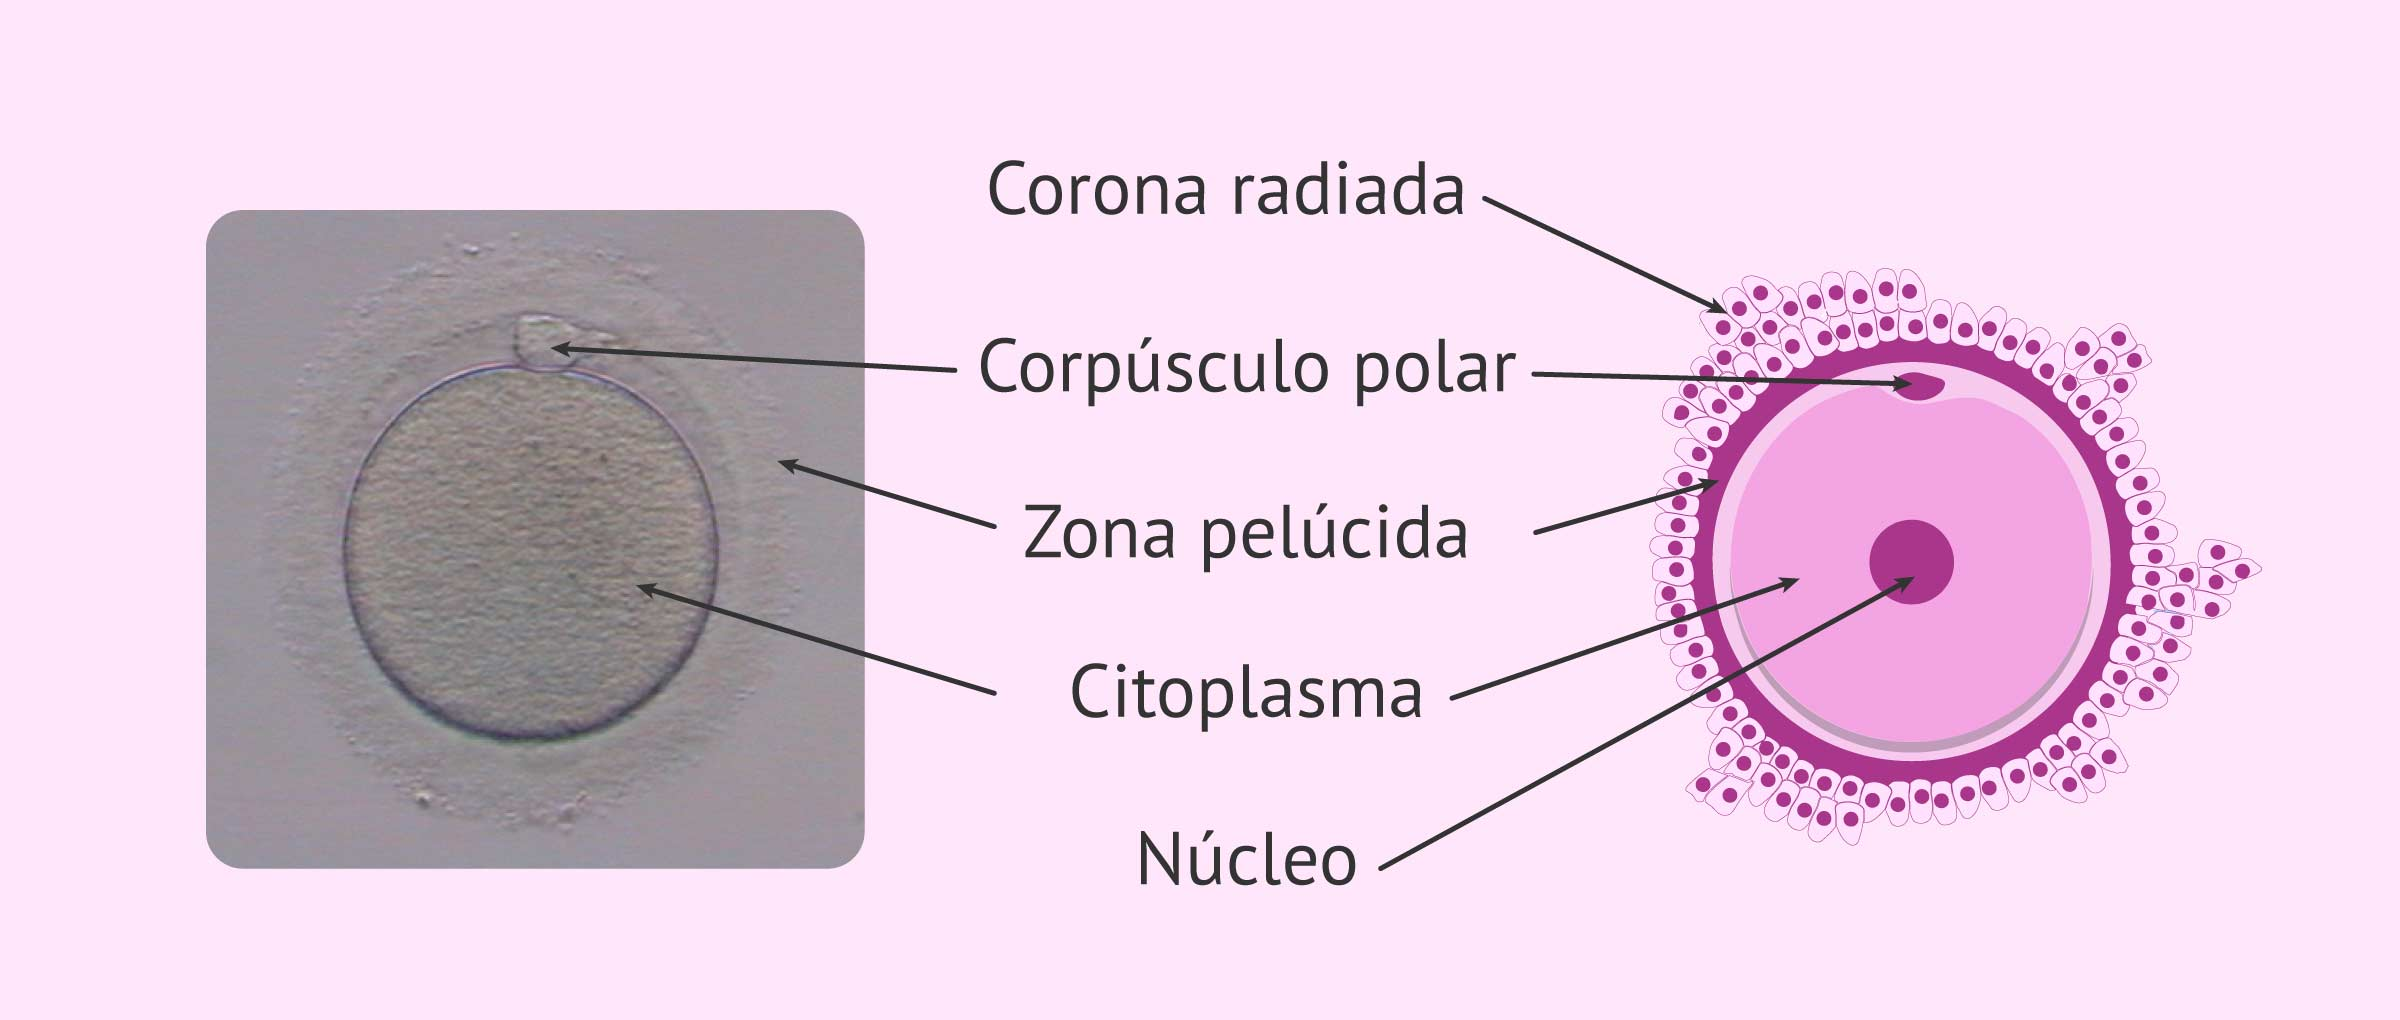 Corona radiada
Corpúsculo polar
Zona pelúcida
Citoplasma
Núcleo